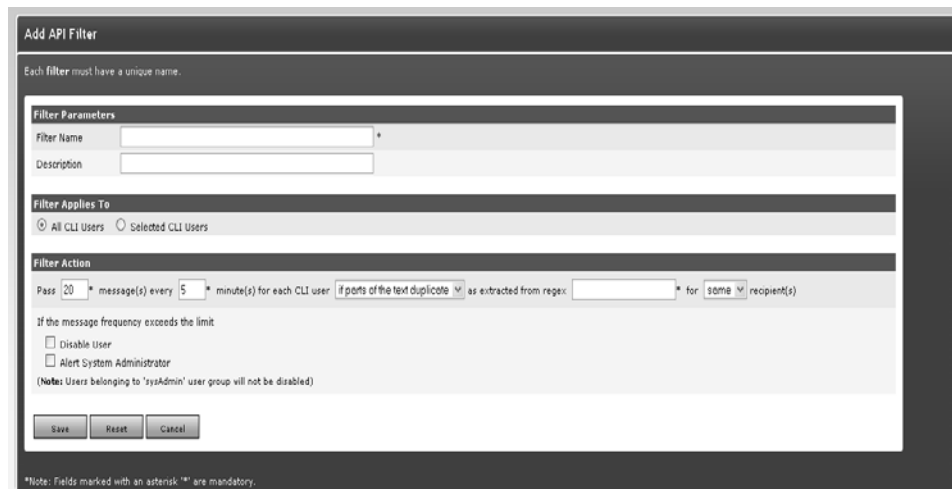 Add API Filter
Each filter must have a unique name.
Filter Parameters
Filter Name *
Description
Filter Applies To
All CLI Users Selected CLI Users
Filter Action
Pass 20 * message(s) every 5 * minute(s) for each CLI user if parts of the text duplicate as extracted from regex * for same recipient(s)
If the message frequency exceeds the limit
Disable User
Alert System Administrator
(Note: Users belonging to 'sysAdmin' user group will not be disabled)
Save Reset Cancel
*Note: Fields marked with an asterisk '*' are mandatory.